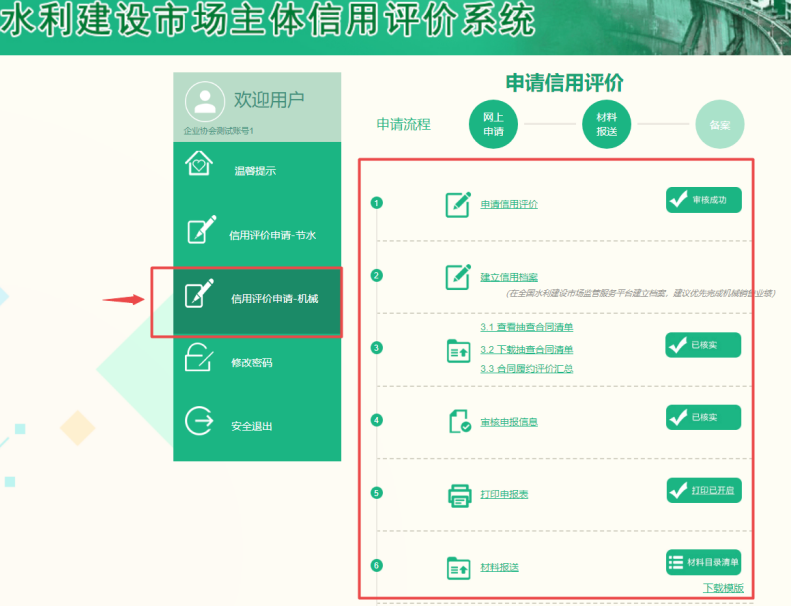 水利建设市场主体信用评价系统
欢迎用户
企业协会测试账号1
温馨提示
信用评价申请-节水
信用评价申请-机械
修改密码
安全退出
申请信用评价
申请流程
网上
申请
材料
报送
备案
1
申请信用评价
审核成功
2
建立信用档案
(在全国水利建设市场监管服务平台建立档案，建议优先完成机械销售业绩)
3
3.1 查看抽查合同清单
3.2 下载抽查合同清单
3.3 合同履约评价汇总
已核实
4
审核申报信息
已核实
5
打印申报表
打印已开启
6
材料报送
材料目录清单
下载模版